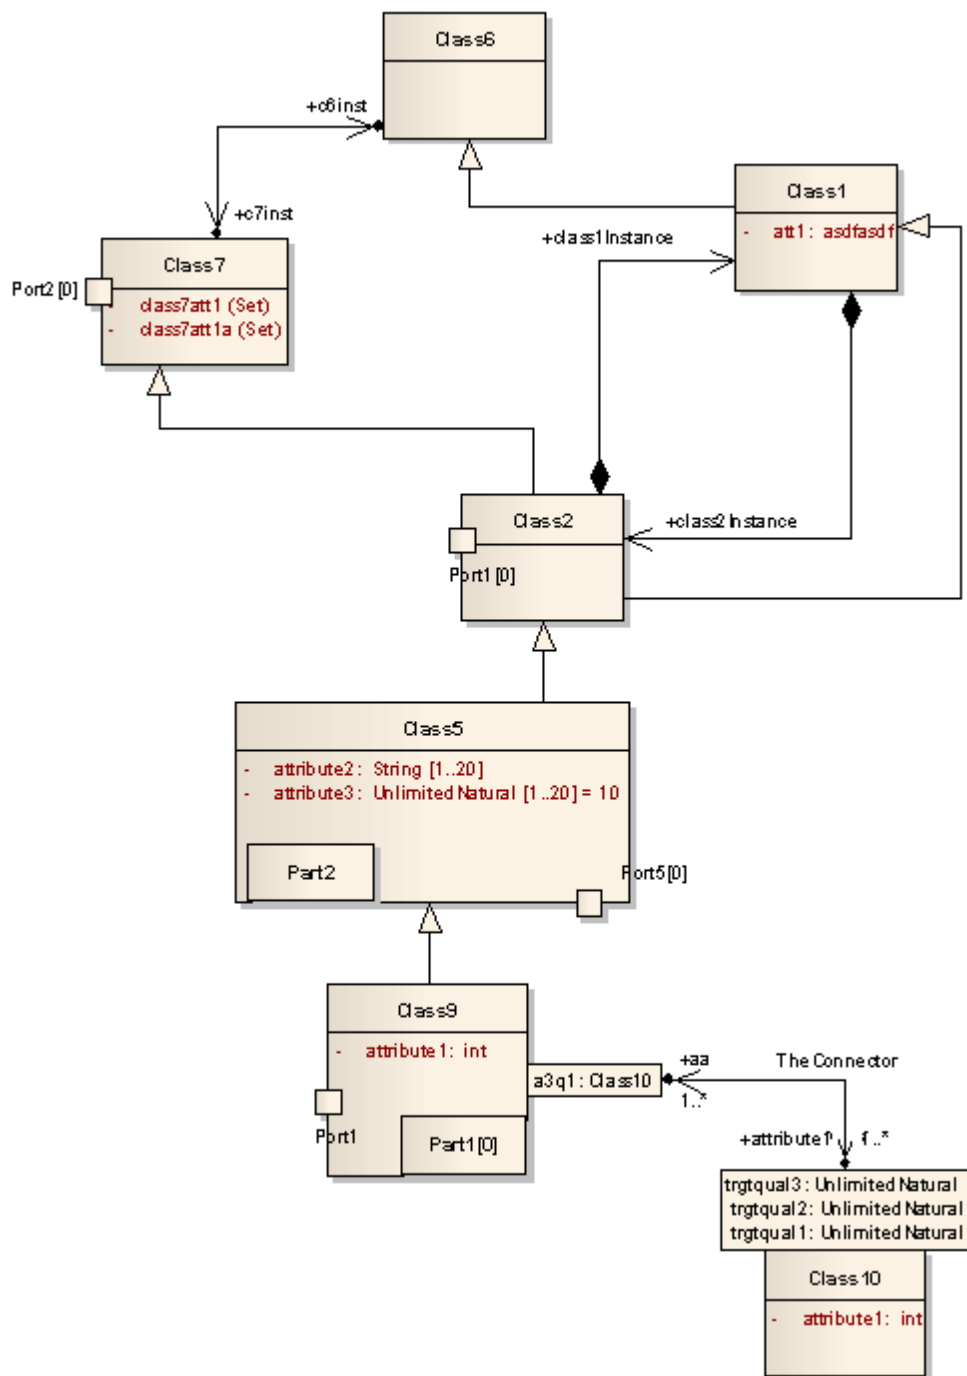 Class6
+c6inst
Class1
- att1: asdfasdf
+c7inst
+class1Instance
Class7
Port2[0]
- class7att1 (Set)
- class7att1a (Set)
Class2
+class2Instance
Port1[0]
Class5
- attribute2: String [1..20]
- attribute3: UnlimitedNatural [1..20] = 10
Part2
Port5[0]
Class9
- attribute1: int
a3q1: Class10
+aa
1..*
The Connector
Port1
Part1[0]
+attribute1
1..*
trgtqual3: UnlimitedNatural
trgtqual2: UnlimitedNatural
trgtqual1: UnlimitedNatural
Class10
- attribute1: int